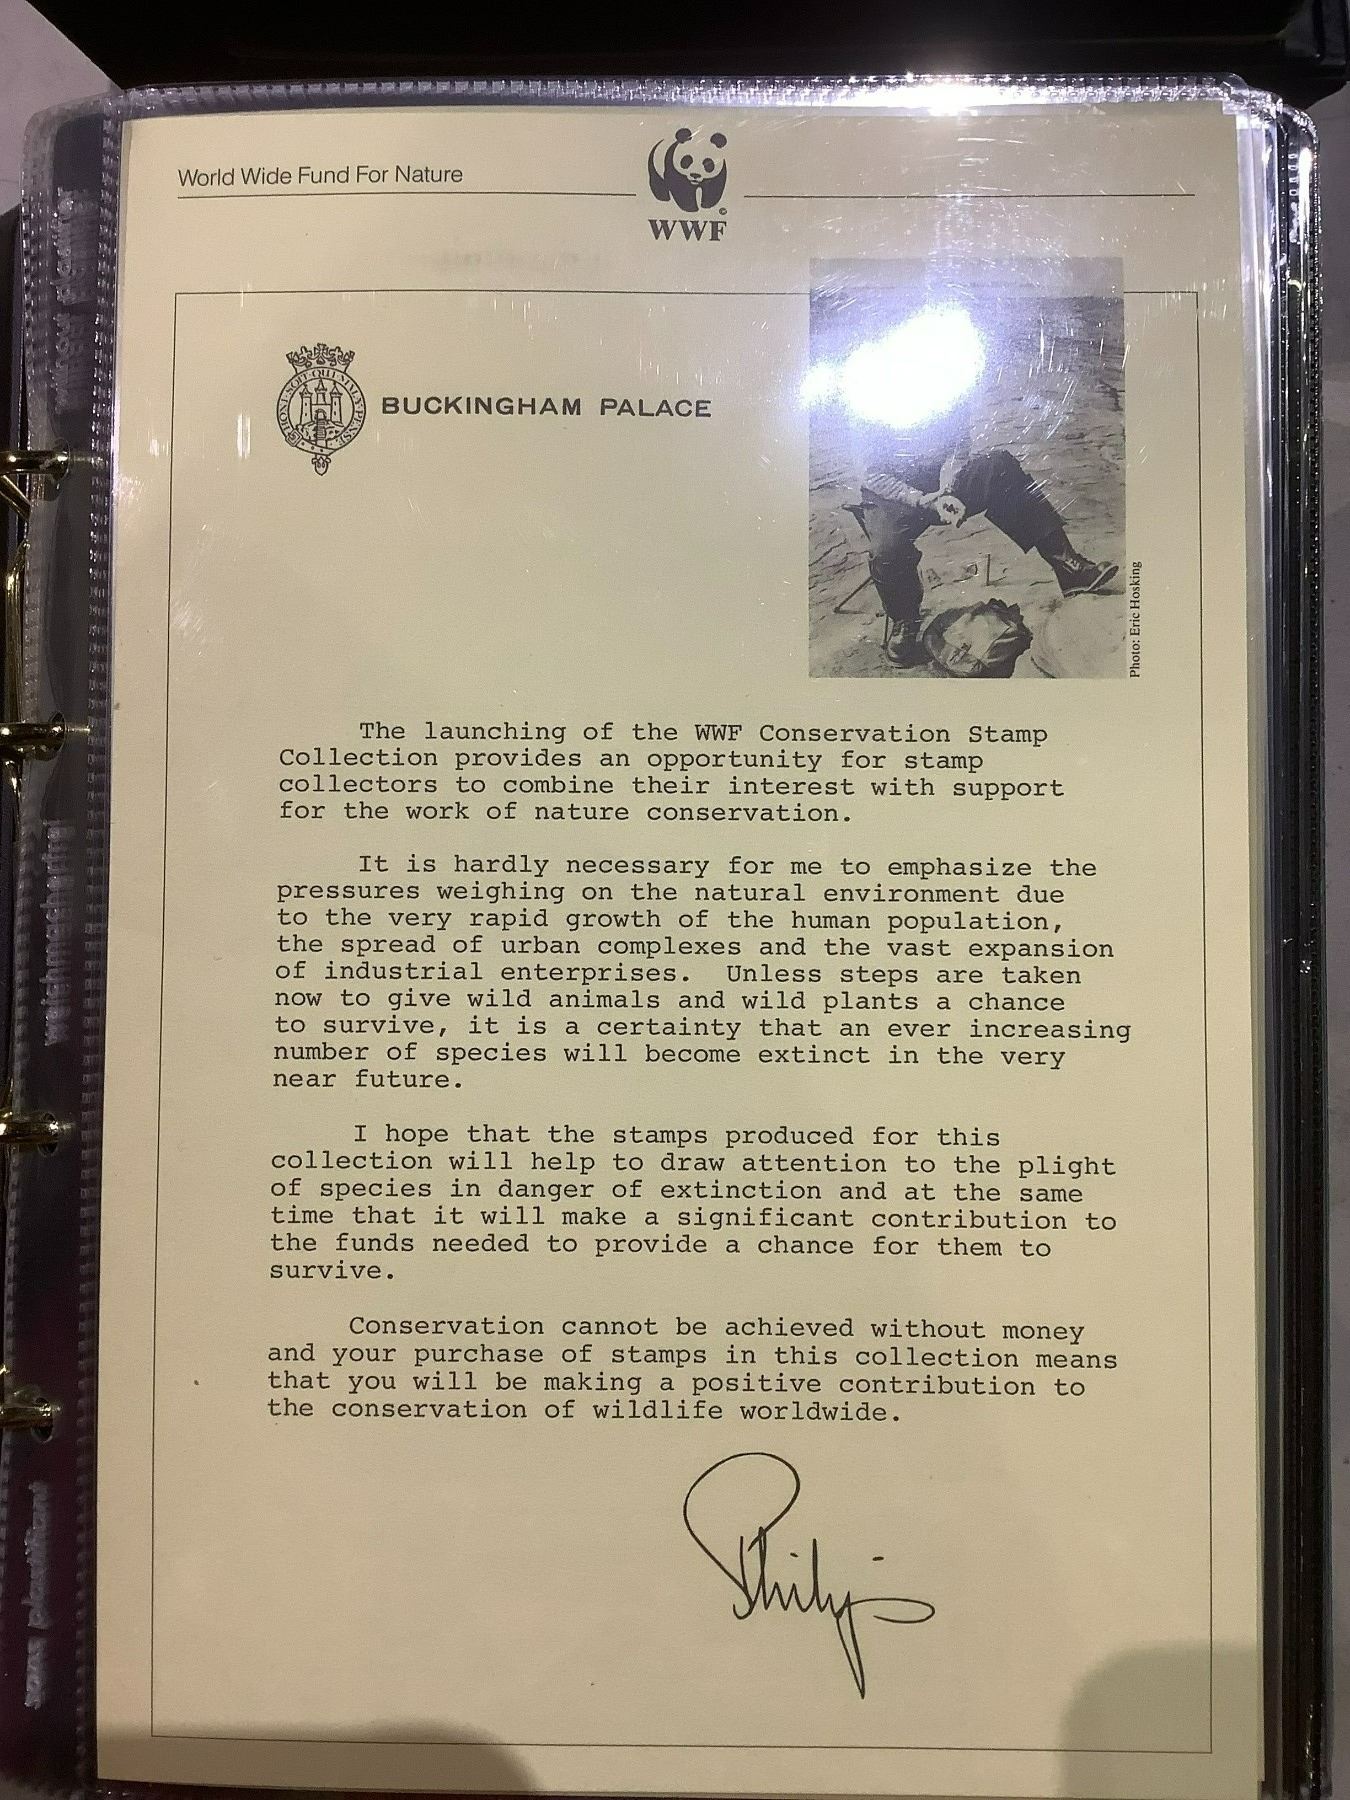 World Wide Fund For Nature
©
WWF
HONI·SOIT·QUI·MAL·Y·PENSE
BUCKINGHAM PALACE
Photo: Eric Hosking
The launching of the WWF Conservation Stamp
Collection provides an opportunity for stamp
collectors to combine their interest with support
for the work of nature conservation.
It is hardly necessary for me to emphasize the
pressures weighing on the natural environment due
to the very rapid growth of the human population,
the spread of urban complexes and the vast expansion
of industrial enterprises. Unless steps are taken
now to give wild animals and wild plants a chance
to survive, it is a certainty that an ever increasing
number of species will become extinct in the very
near future.
I hope that the stamps produced for this
collection will help to draw attention to the plight
of species in danger of extinction and at the same
time that it will make a significant contribution to
the funds needed to provide a chance for them to
survive.
Conservation cannot be achieved without money
and your purchase of stamps in this collection means
that you will be making a positive contribution to
the conservation of wildlife worldwide.
Philip
weichmacherfrei